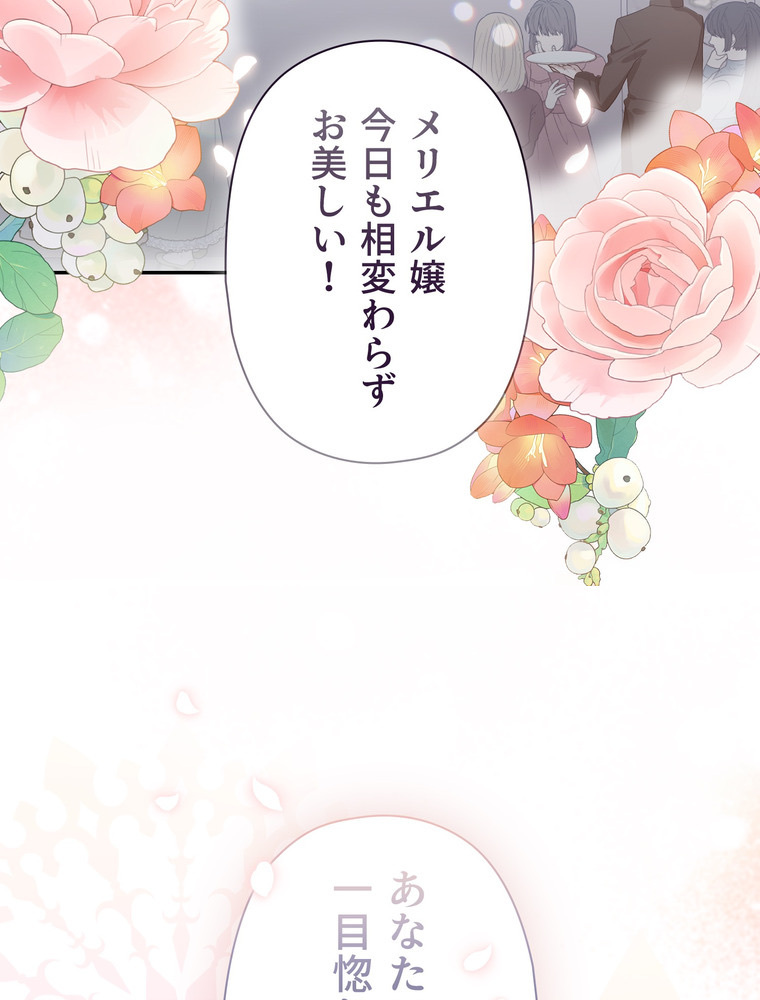 メリエル嬢
今日も相変わらず
お美しい！
あなた
一目惚